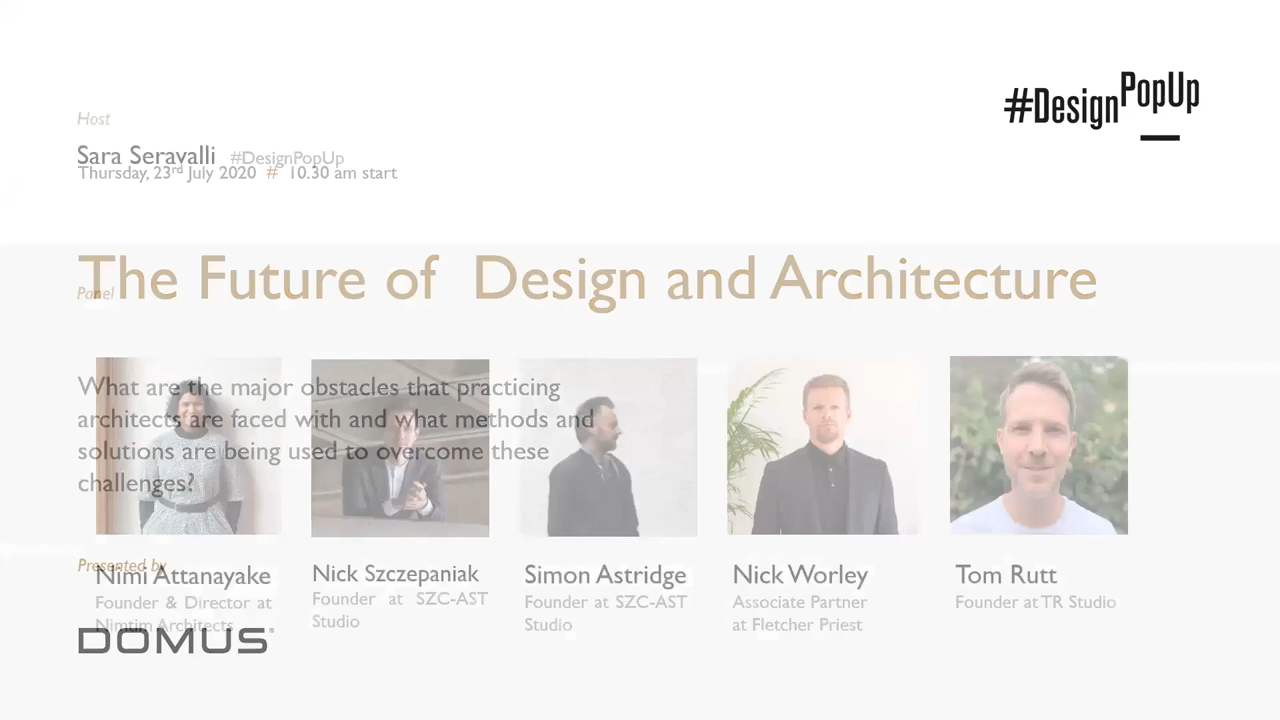 #DesignPopUp
Host
Sara Seravalli #DesignPopUp
Thursday, 23rd July 2020 # 10.30 am start
The Future of Design and Architecture
Panel
What are the major obstacles that practicing
architects are faced with and what methods and
solutions are being used to overcome these
challenges?
Presented by
Nimi Attanayake
Founder & Director at
Nimtim Architects
Nick Szczepaniak
Founder at SZC-AST
Studio
Simon Astridge
Founder at SZC-AST
Studio
Nick Worley
Associate Partner
at Fletcher Priest
Tom Rutt
Founder at TR Studio
DOMUS